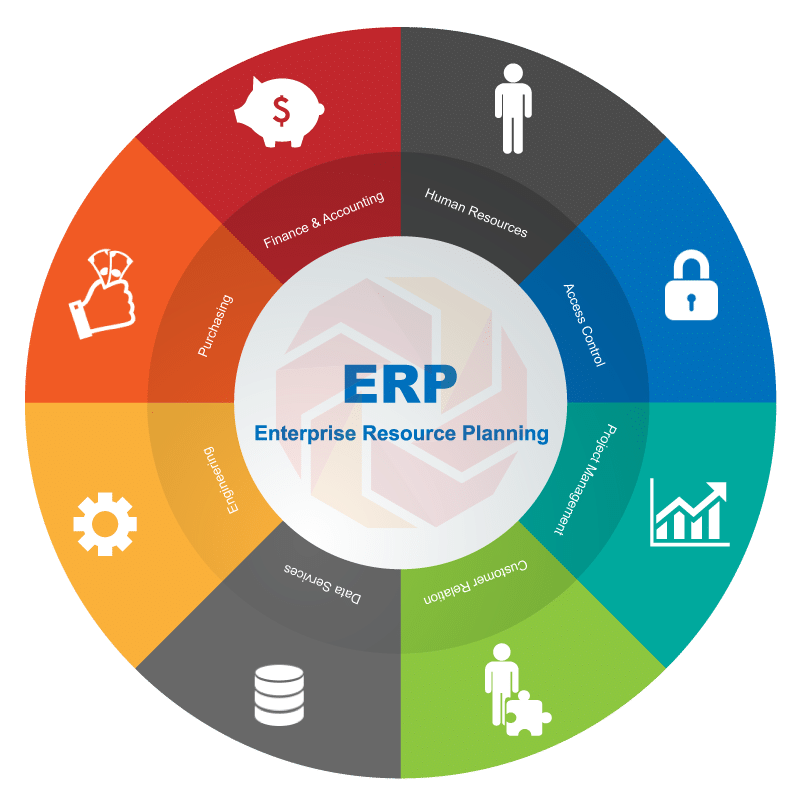 ERP
Enterprise Resource Planning
Human Resources
Access Control
Project Management
Customer Relation
Data Services
Engineering
Purchasing
Finance & Accounting
$